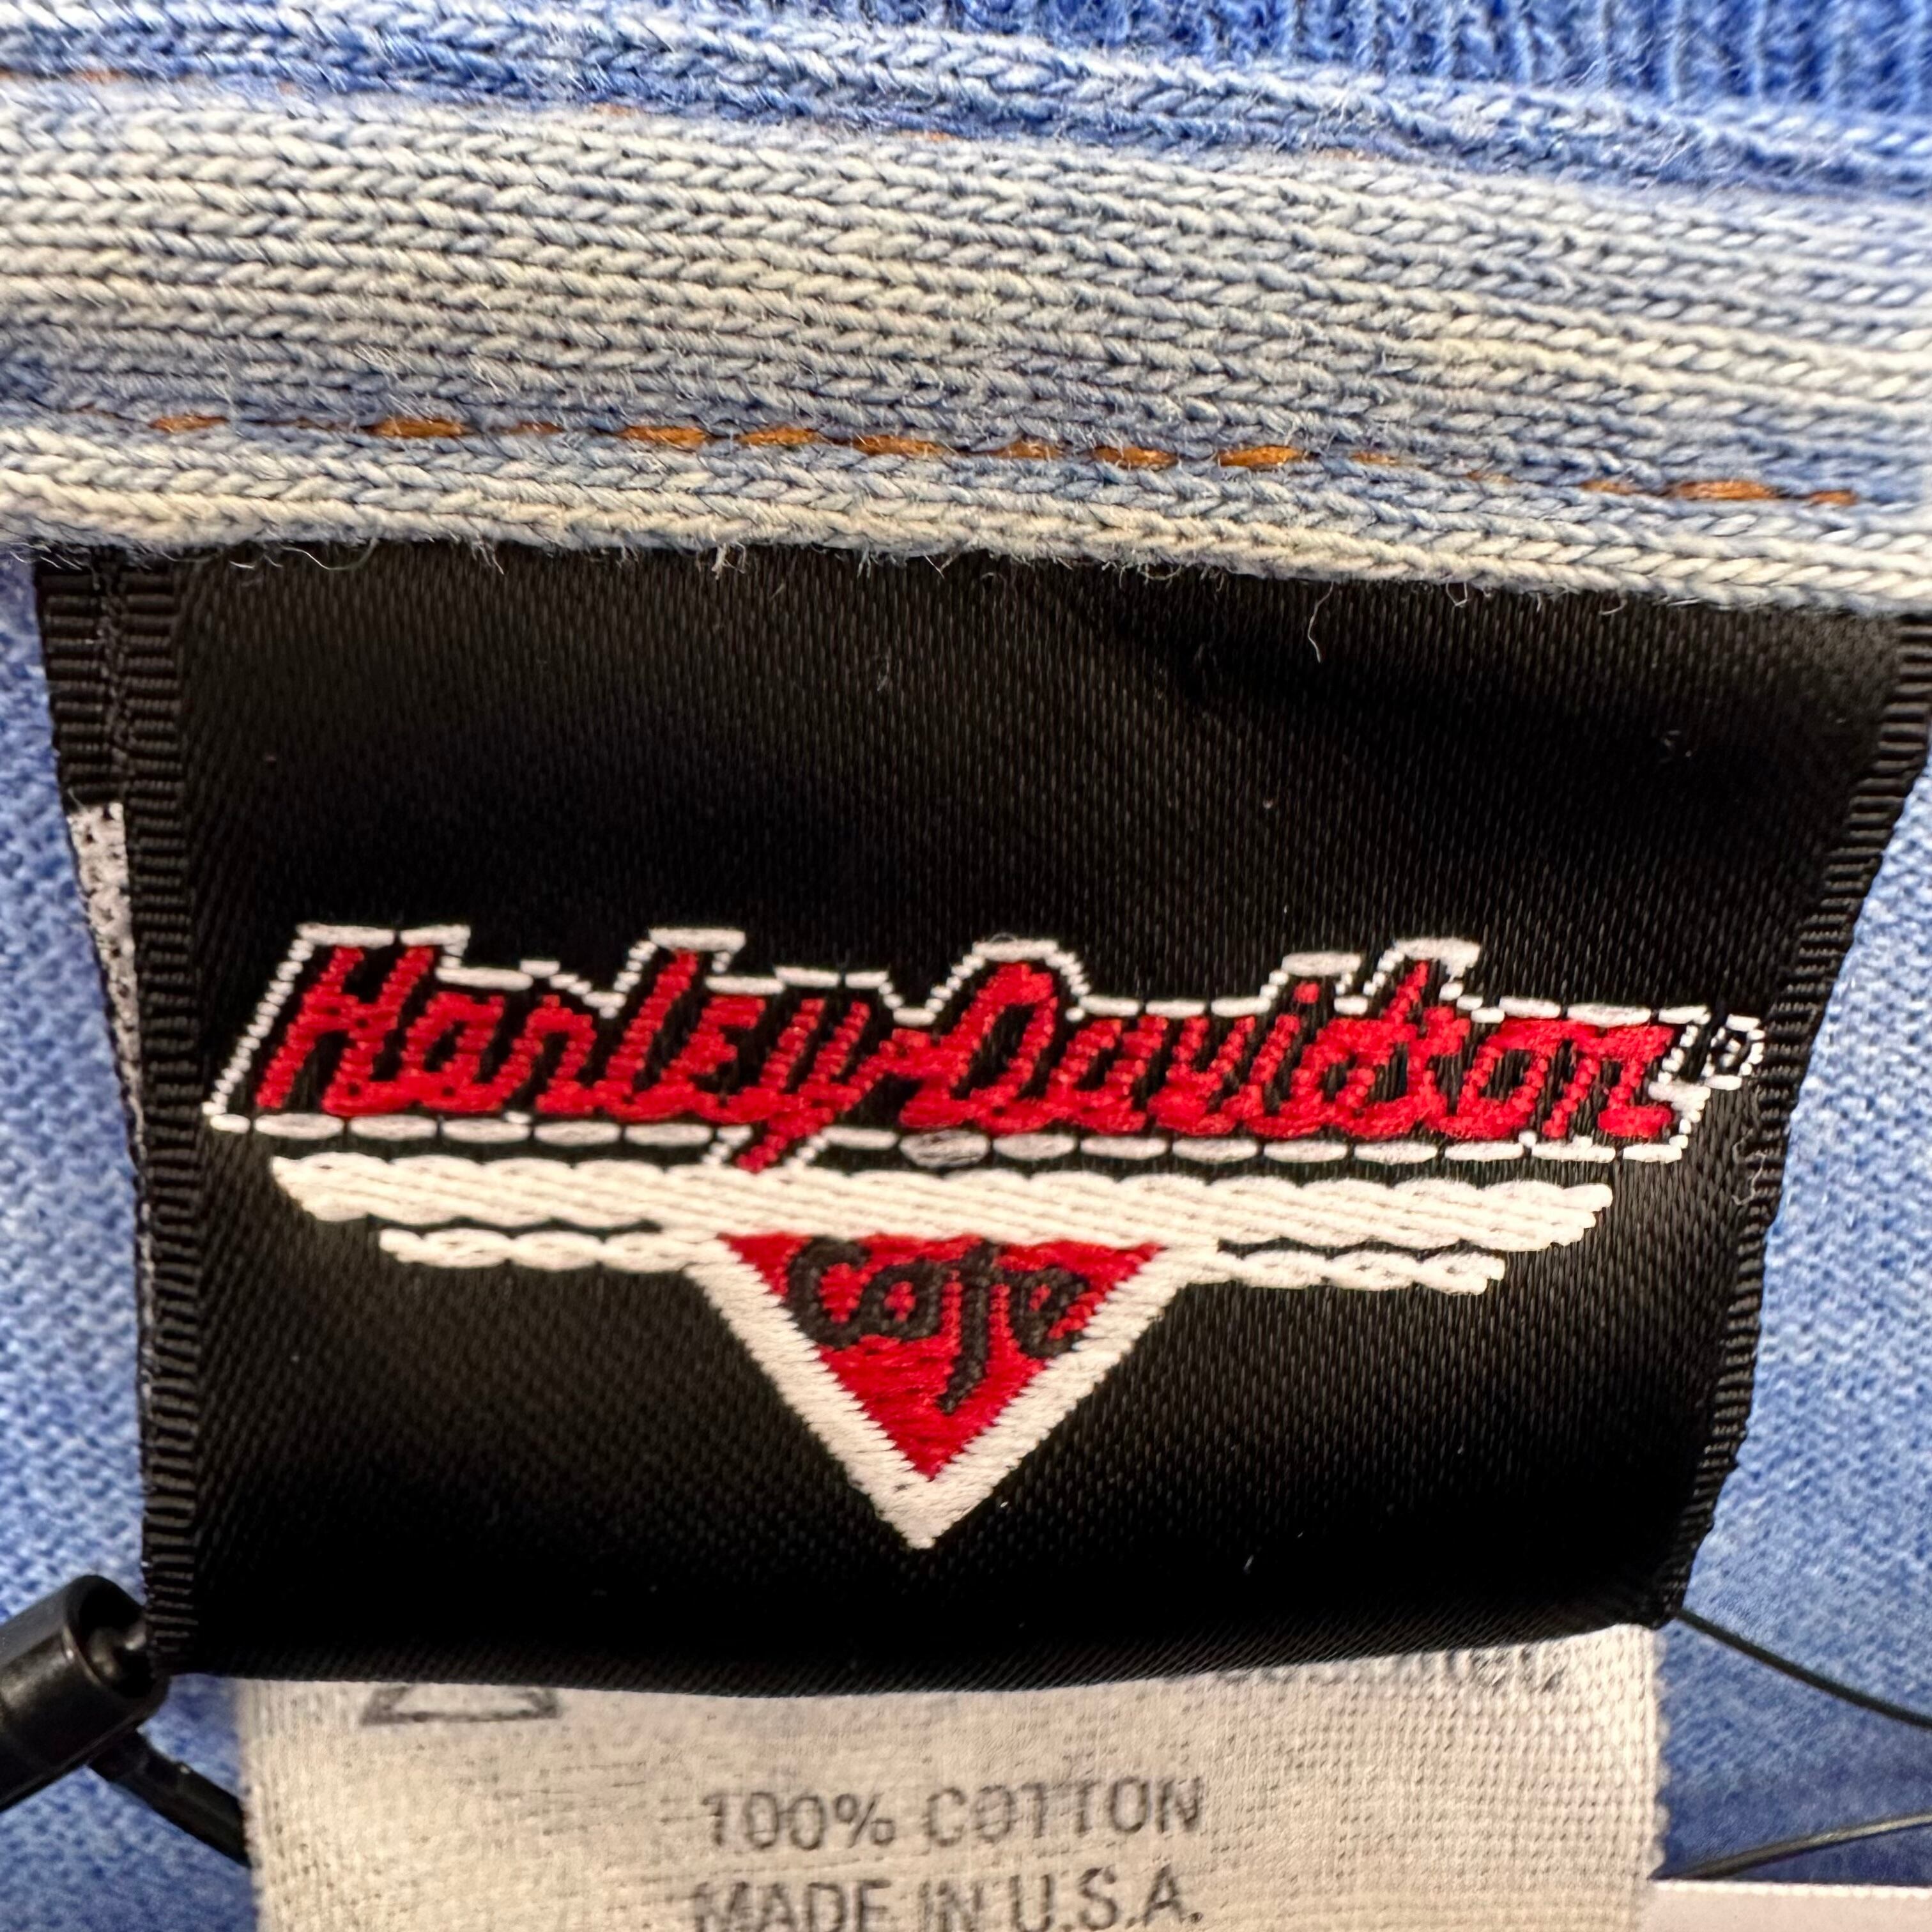 Harley-Davidson®
Cafe
100% COTTON
MADE IN U.S.A.